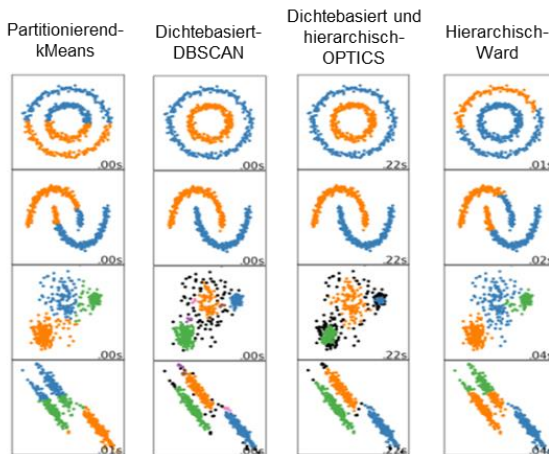 Partitionierend-
kMeans
Dichtebasiert-
DBSCAN
Dichtebasiert und
hierarchisch-
OPTICS
Hierarchisch-
Ward
.00s
.00s
.22s
.01s
.00s
.00s
.22s
.02s
.00s
.00s
.22s
.04s
.01s
.22s